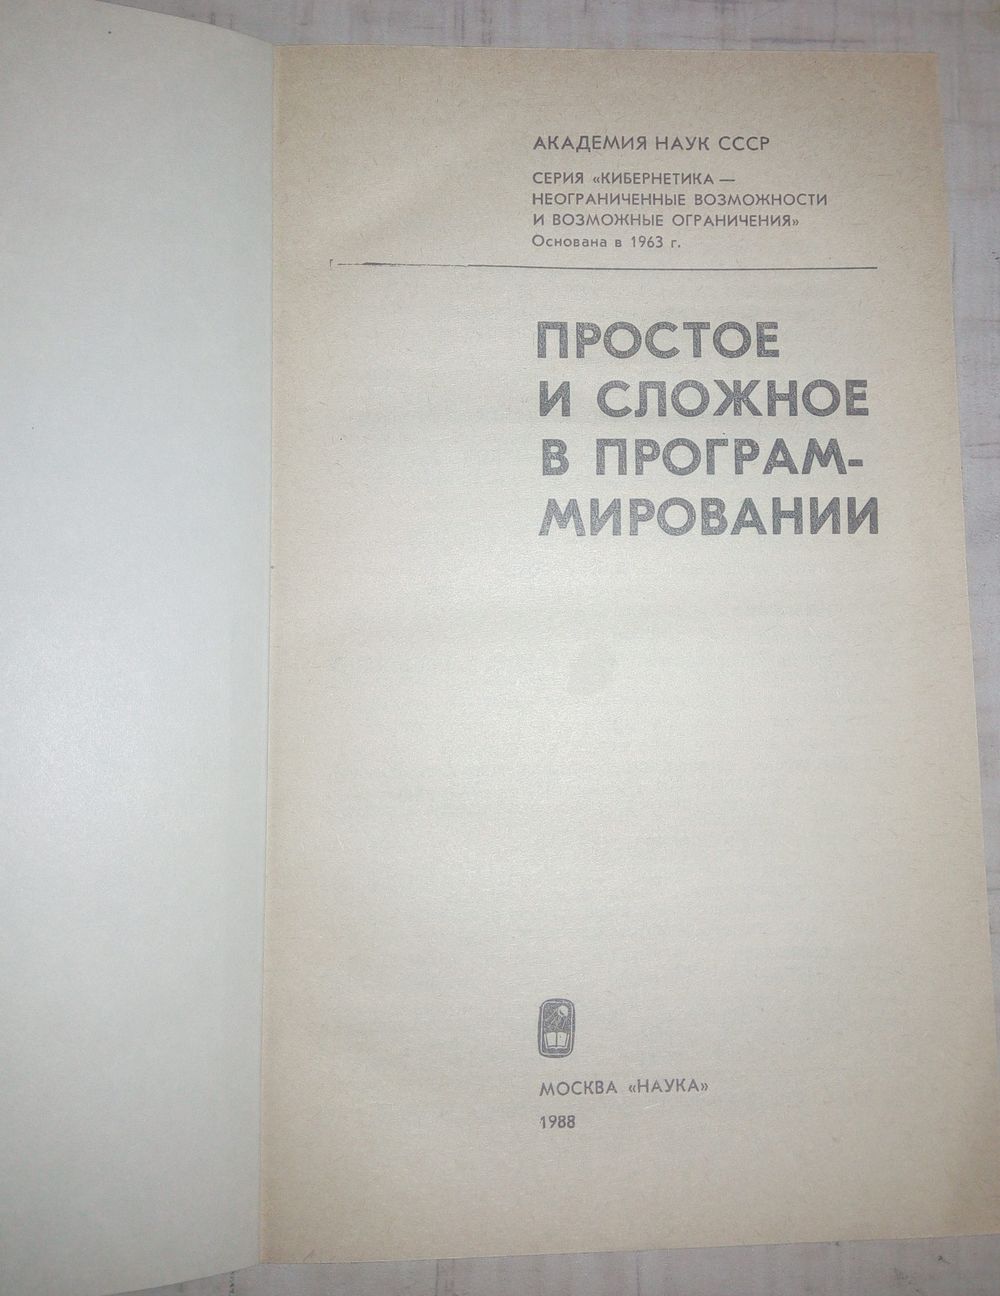 АКАДЕМИЯ НАУК СССР
СЕРИЯ «КИБЕРНЕТИКА —
НЕОГРАНИЧЕННЫЕ ВОЗМОЖНОСТИ
И ВОЗМОЖНЫЕ ОГРАНИЧЕНИЯ»
Основана в 1963 г.
ПРОСТОЕ
И СЛОЖНОЕ
В ПРОГРАМ-
МИРОВАНИИ
МОСКВА «НАУКА»
1988